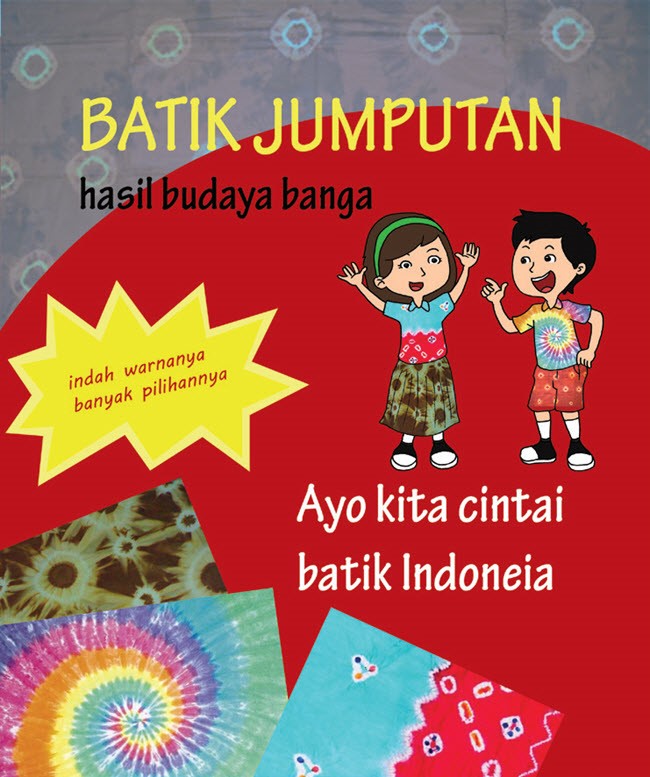 BATIK JUMPUTAN
hasil budaya banga
indah warnanya
banyak pilihannya
Ayo kita cintai
batik Indoneia